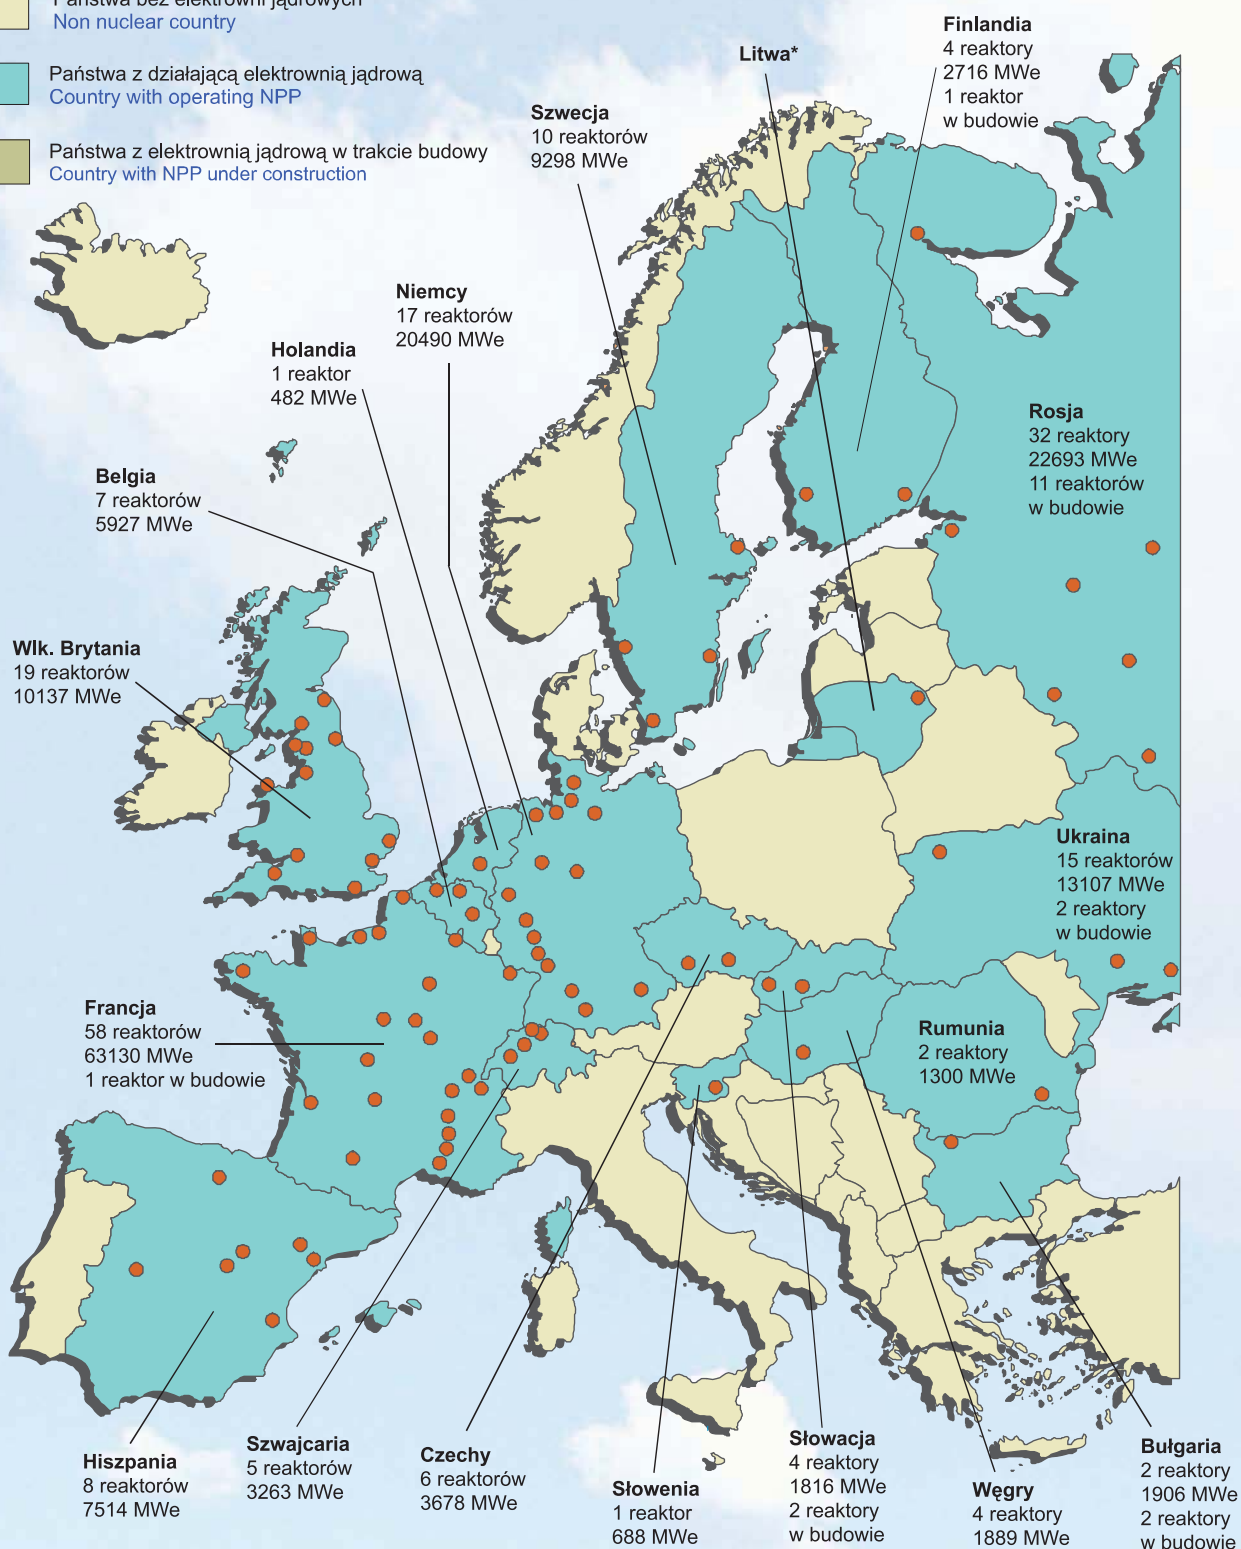 Państwa bez elektrowni jądrowych
Non nuclear country
Państwa z działającą elektrownią jądrową
Country with operating NPP
Państwa z elektrownią jądrową w trakcie budowy
Country with NPP under construction
Finlandia
4 reaktory
2716 MWe
1 reaktor
w budowie
Litwa*
Szwecja
10 reaktorów
9298 MWe
Niemcy
17 reaktorów
20490 MWe
Holandia
1 reaktor
482 MWe
Rosja
32 reaktory
22693 MWe
11 reaktorów
w budowie
Belgia
7 reaktorów
5927 MWe
Wlk. Brytania
19 reaktorów
10137 MWe
Ukraina
15 reaktorów
13107 MWe
2 reaktory
w budowie
Francja
58 reaktorów
63130 MWe
1 reaktor w budowie
Rumunia
2 reaktory
1300 MWe
Hiszpania
8 reaktorów
7514 MWe
Szwajcaria
5 reaktorów
3263 MWe
Czechy
6 reaktorów
3678 MWe
Słowenia
1 reaktor
688 MWe
Słowacja
4 reaktory
1816 MWe
2 reaktory
w budowie
Węgry
4 reaktory
1889 MWe
Bułgaria
2 reaktory
1906 MWe
2 reaktory
w budowie